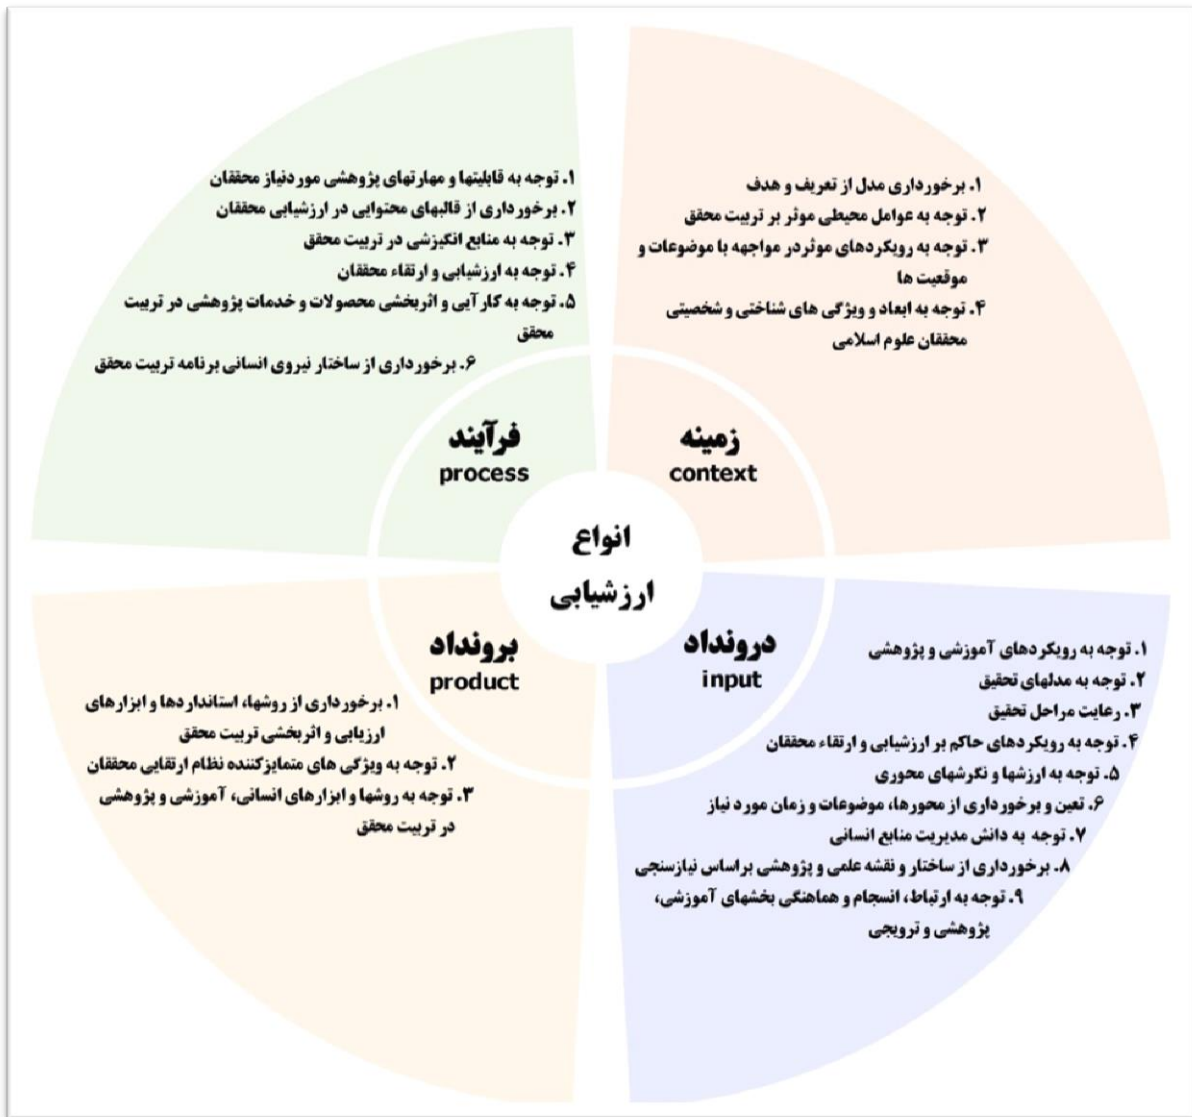 انواع
ارزشیابی
زمینه
context
۱. برخورداری مدل از تعریف و هدف
۲. توجه به عوامل محیطی موثر بر تربیت محقق
۳. توجه به رویکردهای موثردر مواجهه با موضوعات و
موقعیت ها
۴. توجه به ابعاد و ویژگی های شناختی و شخصیتی
محققان علوم اسلامی
درونداد
input
۱. توجه به رویکردهای آموزشی و پژوهشی
۲. توجه به مدلهای تحقیق
۳. رعایت مراحل تحقیق
۴. توجه به رویکردهای حاکم بر ارزشیابی و ارتقاء محققان
۵. توجه به ارزشها و نگرشهای محوری
۶. تعین و برخورداری از محورها، موضوعات و زمان مورد نیاز
۷. توجه به دانش مدیریت منابع انسانی
۸. برخورداری از ساختار و نقشه علمی و پژوهشی براساس نیازسنجی
۹. توجه به ارتباط، انسجام و هماهنگی بخشهای آموزشی،
پژوهشی و ترویجی
فرآیند
process
۱. توجه به قابلیتها و مهارتهای پژوهشی موردنیاز محققان
۲. برخورداری از قالبهای محتوایی در ارزشیابی محققان
۳. توجه به منابع انگیزشی در تربیت محقق
۴. توجه به ارزشیابی و ارتقاء محققان
۵. توجه به کارآیی و اثربخشی محصولات و خدمات پژوهشی در تربیت
محقق
۶. برخورداری از ساختار نیروی انسانی برنامه تربیت محقق
برونداد
product
۱. برخورداری از روشها، استانداردها و ابزارهای
ارزیابی و اثربخشی تربیت محقق
۲. توجه به ویژگی های متمایزکننده نظام ارتقایی محققان
۳. توجه به روشها و ابزارهای انسانی، آموزشی و پژوهشی
در تربیت محقق